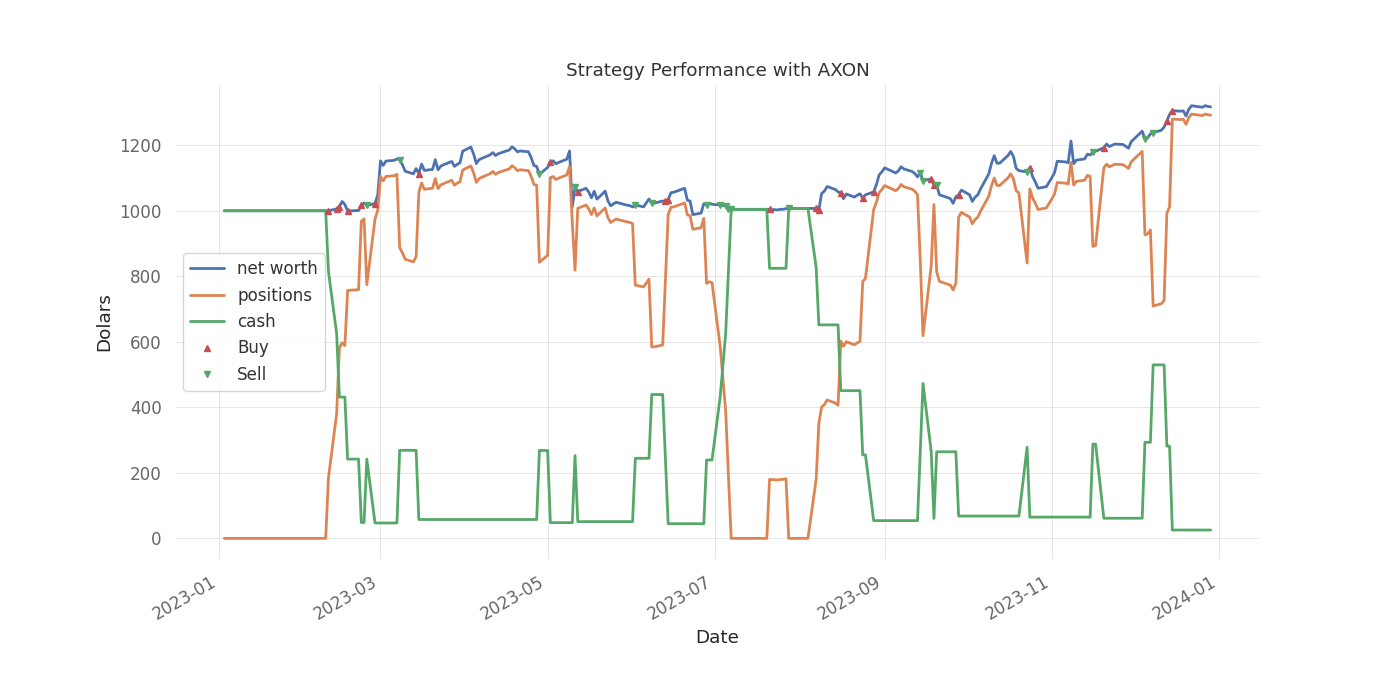 Strategy Performance with AXON
1200
1000
800
600
400
200
0
Dolars
net worth
positions
cash
Buy
Sell
2023-01
2023-03
2023-05
2023-07
2023-09
2023-11
2024-01
Date